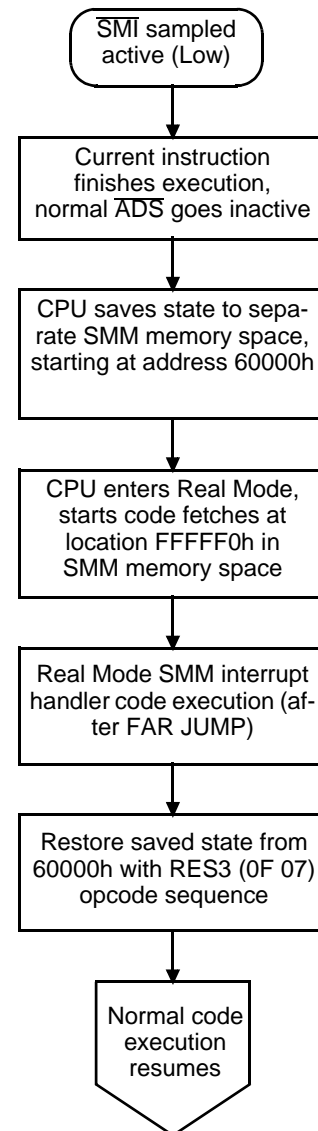 SMI sampled
active (Low)
Current instruction
finishes execution,
normal ADS goes inactive
CPU saves state to sepa-
rate SMM memory space,
starting at address 60000h
CPU enters Real Mode,
starts code fetches at
location FFFFF0h in
SMM memory space
Real Mode SMM interrupt
handler code execution (af-
ter FAR JUMP)
Restore saved state from
60000h with RES3 (0F 07)
opcode sequence
Normal code
execution
resumes